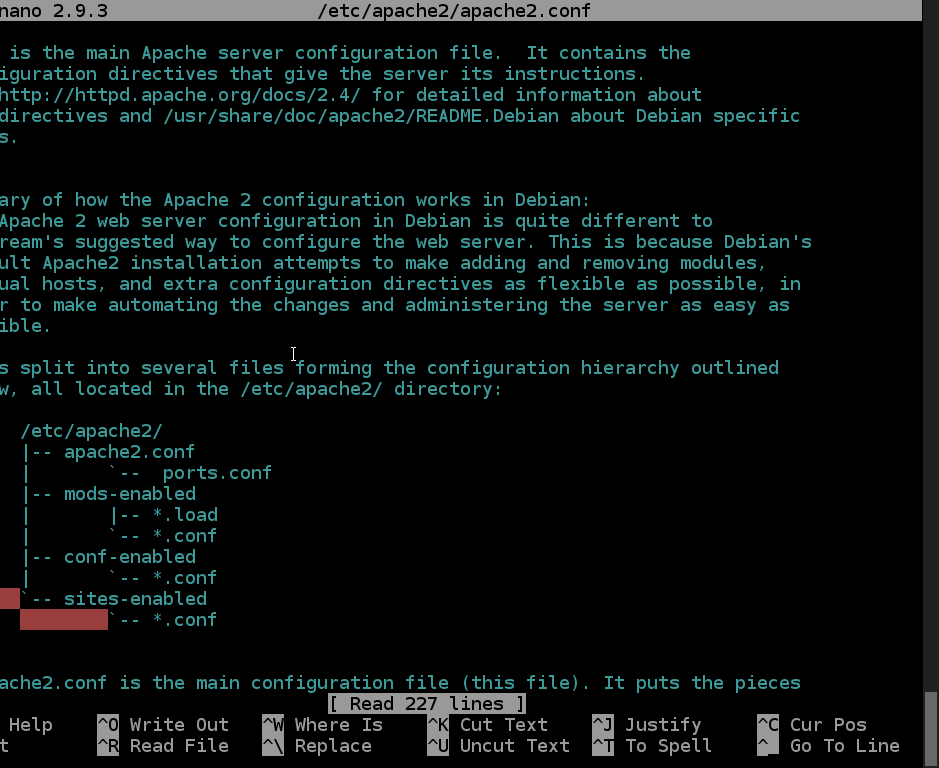 nano 2.9.3 /etc/apache2/apache2.conf
is the main Apache server configuration file.  It contains the
iguration directives that give the server its instructions.
http://httpd.apache.org/docs/2.4/ for detailed information about
directives and /usr/share/doc/apache2/README.Debian about Debian specific
s.
ary of how the Apache 2 configuration works in Debian:
Apache 2 web server configuration in Debian is quite different to
ream's suggested way to configure the web server. This is because Debian's
ult Apache2 installation attempts to make adding and removing modules,
ual hosts, and extra configuration directives as flexible as possible, in
r to make automating the changes and administering the server as easy as
ible.
s split into several files forming the configuration hierarchy outlined
w, all located in the /etc/apache2/ directory:
/etc/apache2/
|-- apache2.conf
|       `--  ports.conf
|-- mods-enabled
|       |-- *.load
|       `-- *.conf
|-- conf-enabled
|       `-- *.conf
`-- sites-enabled
`-- *.conf
ache2.conf is the main configuration file (this file). It puts the pieces
[ Read 227 lines ]
Help ^O Write Out ^W Where Is ^K Cut Text ^J Justify ^C Cur Pos
t ^R Read File ^\ Replace ^U Uncut Text ^T To Spell ^_ Go To Line